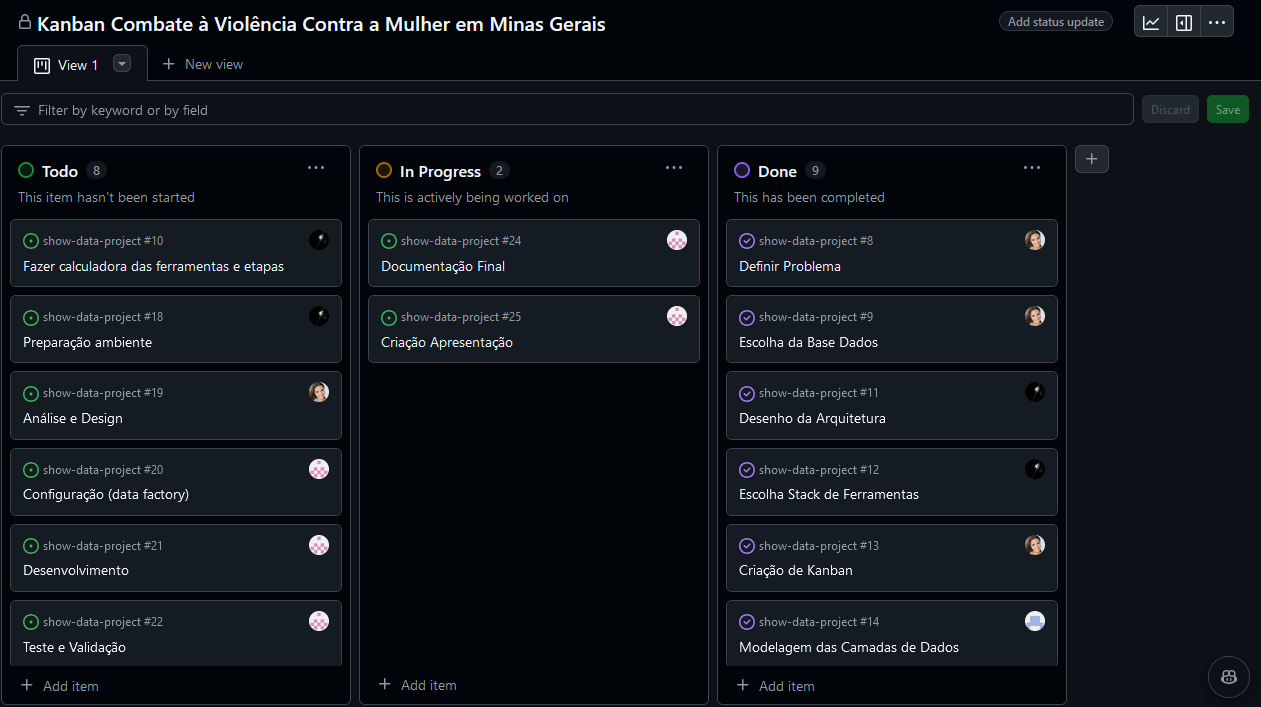 Kanban Combate à Violência Contra a Mulher em Minas Gerais
Add status update
View 1
New view
Filter by keyword or by field
Discard
Save
Todo 8
This item hasn't been started
show-data-project #10
Fazer calculadora das ferramentas e etapas
show-data-project #18
Preparação ambiente
show-data-project #19
Análise e Design
show-data-project #20
Configuração (data factory)
show-data-project #21
Desenvolvimento
show-data-project #22
Teste e Validação
Add item
In Progress 2
This is actively being worked on
show-data-project #24
Documentação Final
show-data-project #25
Criação Apresentação
Add item
Done 9
This has been completed
show-data-project #8
Definir Problema
show-data-project #9
Escolha da Base Dados
show-data-project #11
Desenho da Arquitetura
show-data-project #12
Escolha Stack de Ferramentas
show-data-project #13
Criação de Kanban
show-data-project #14
Modelagem das Camadas de Dados
Add item